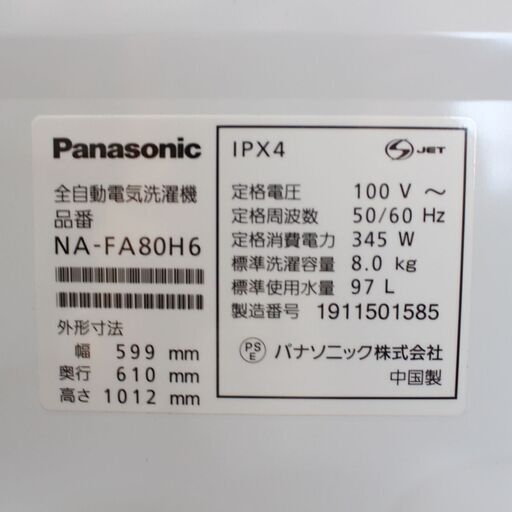 Panasonic
全自動電気洗濯機
品番
NA-FA80H6
外形寸法
幅 599 mm
奥行 610 mm
高さ 1012 mm
IPX4
S JET
定格電圧 100 V ～
定格周波数 50/60 Hz
定格消費電力 345 W
標準洗濯容量 8.0 kg
標準使用水量 97 L
製造番号 1911501585
PS E パナソニック株式会社
中国製